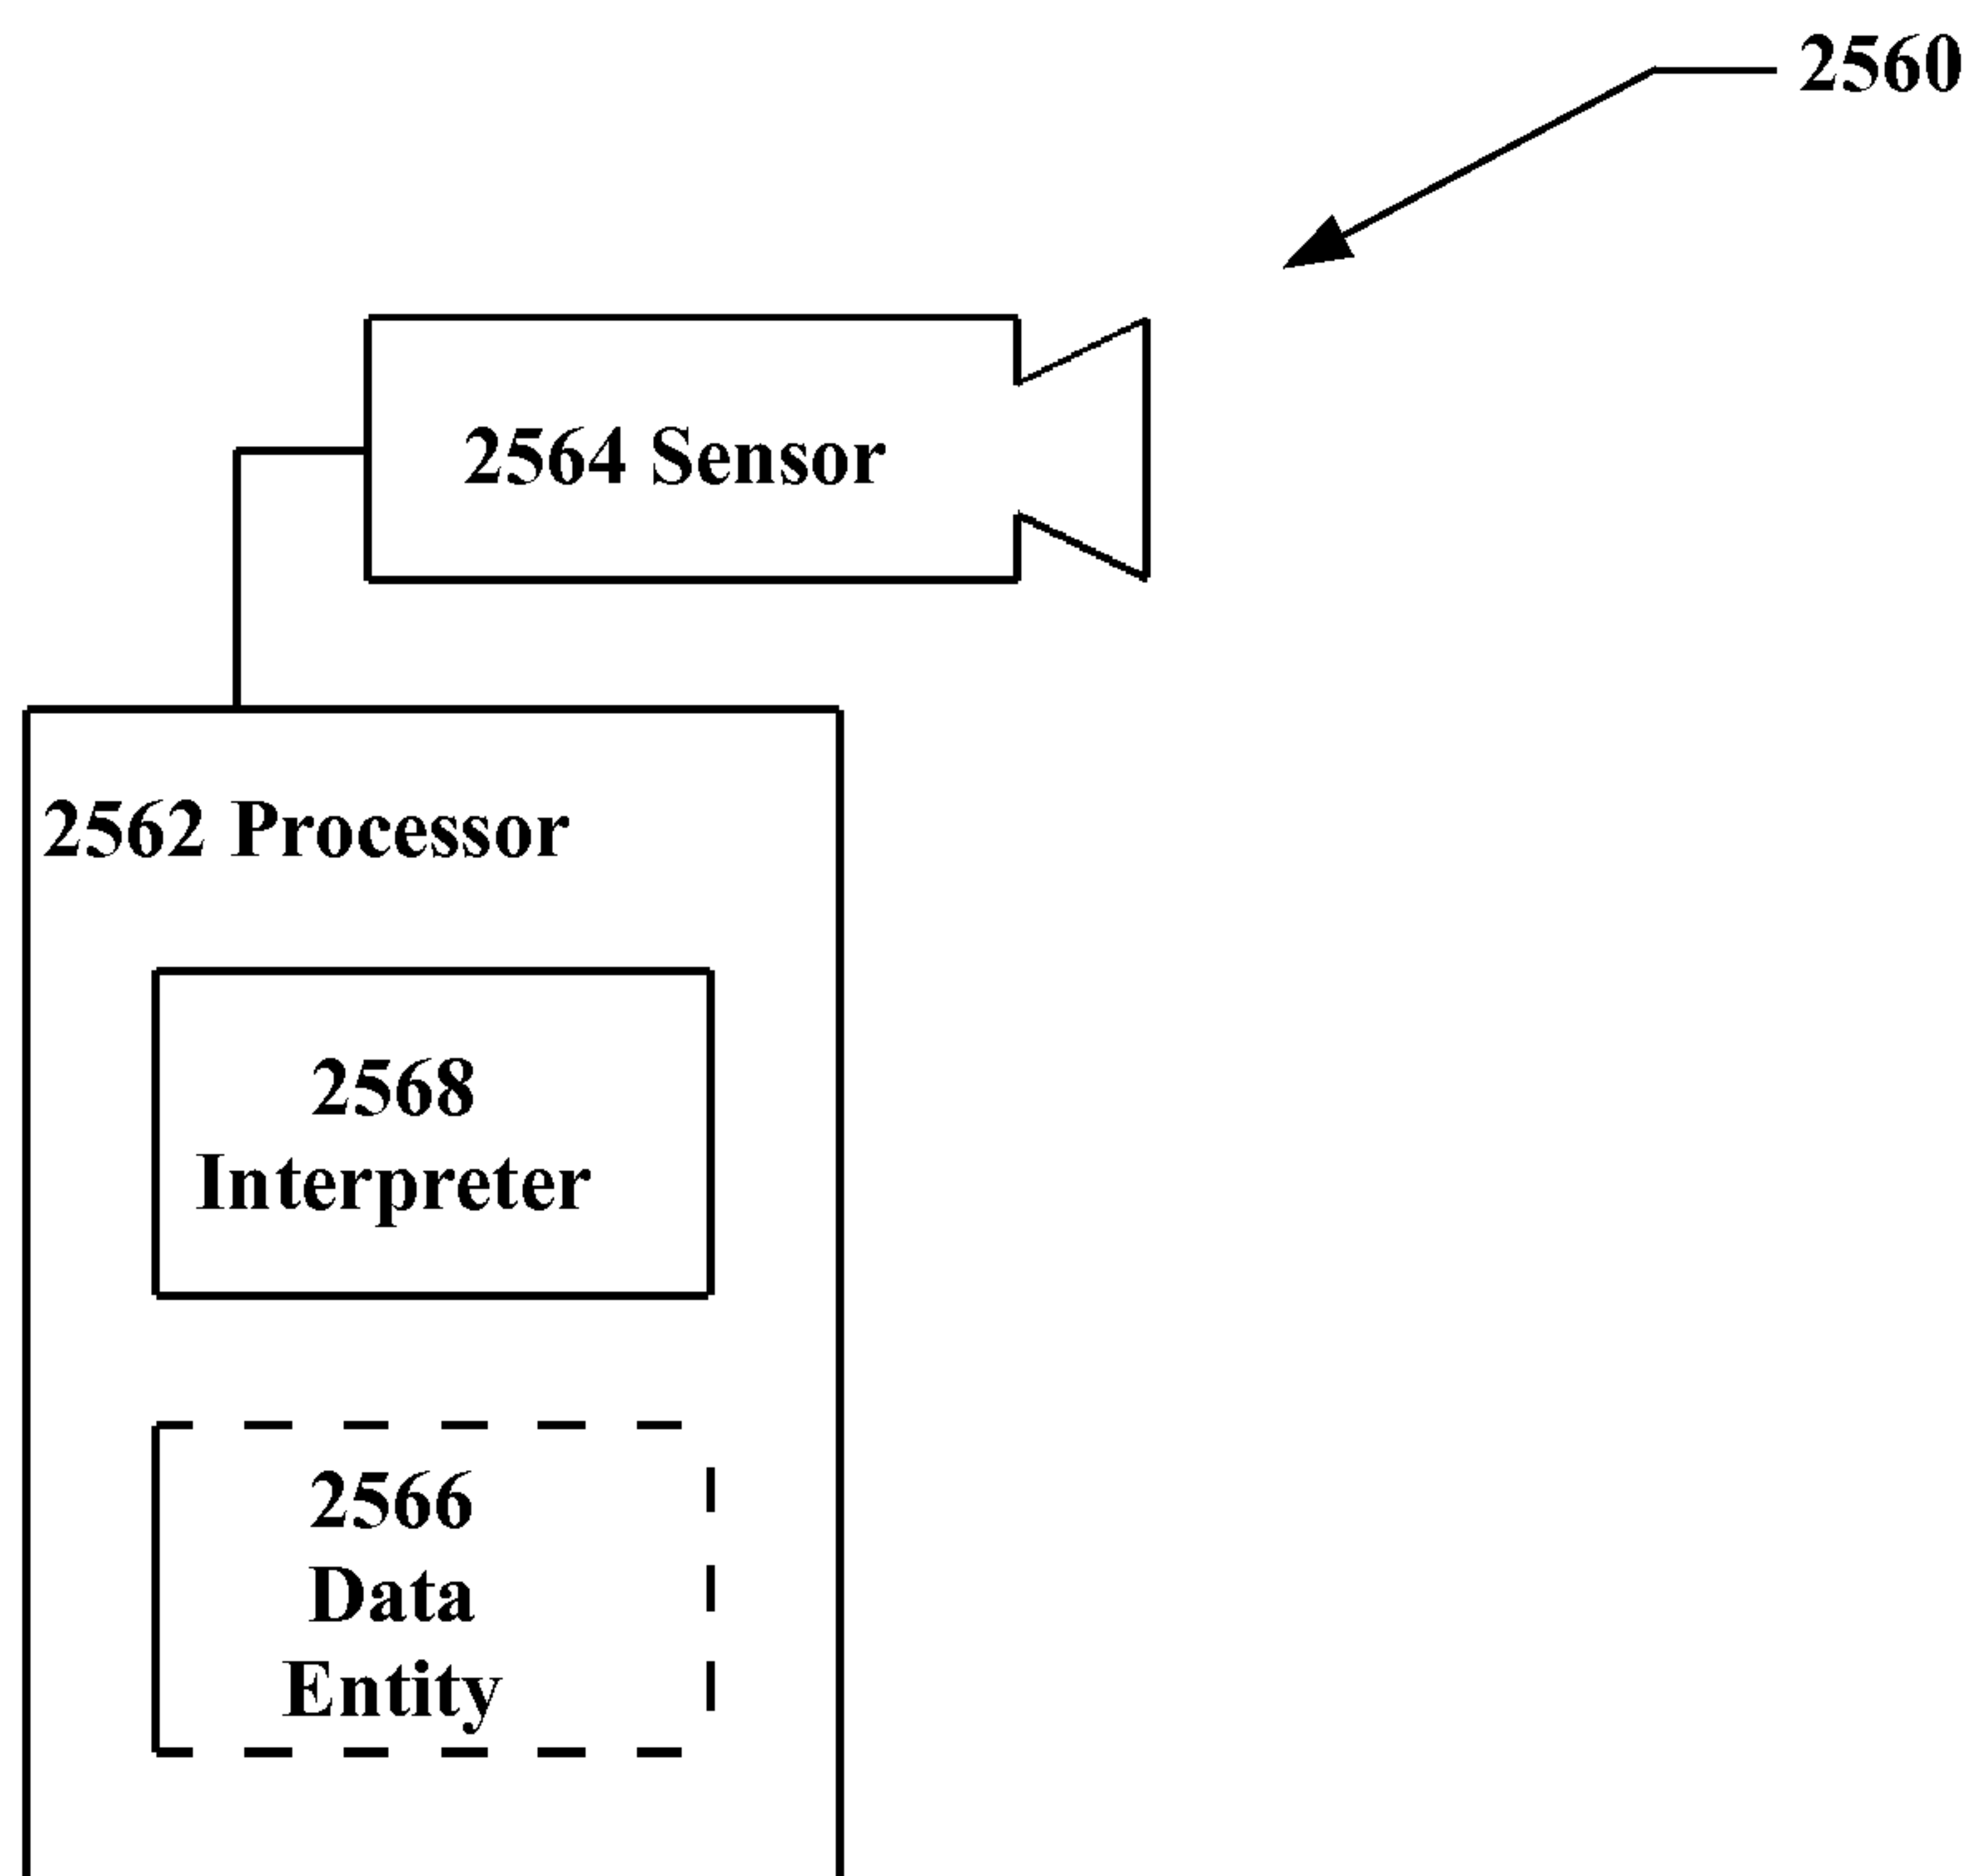 2560
2564 Sensor
2562 Processor
2568
Interpreter
2566
Data
Entity